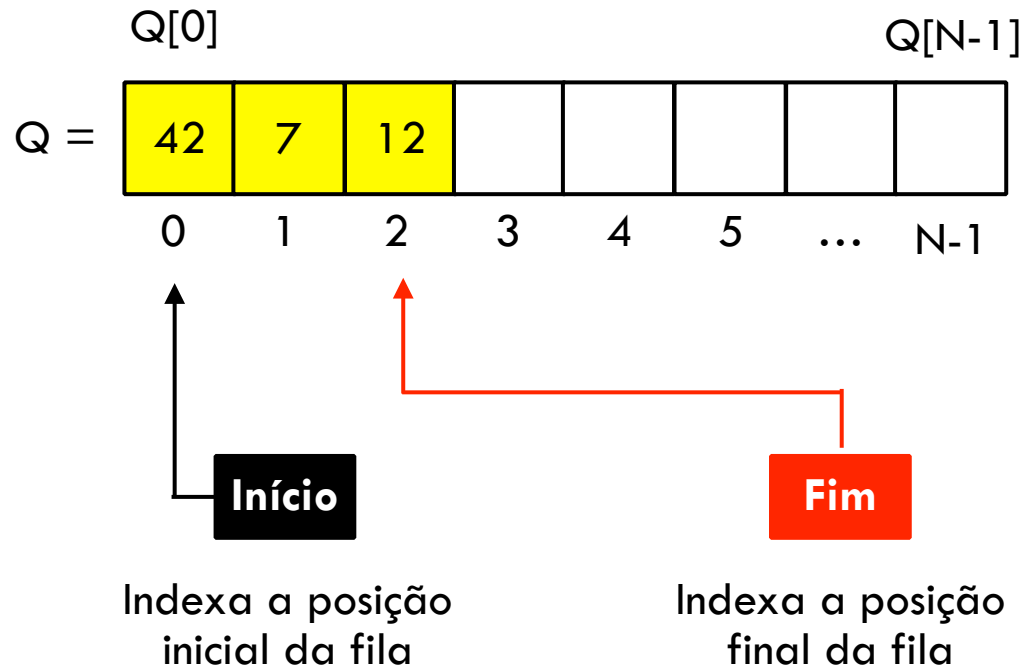 Q[0] Q[N-1]
Q = 42 7 12
0 1 2 3 4 5 ... N-1
Início Fim
Indexa a posição Indexa a posição
inicial da fila final da fila